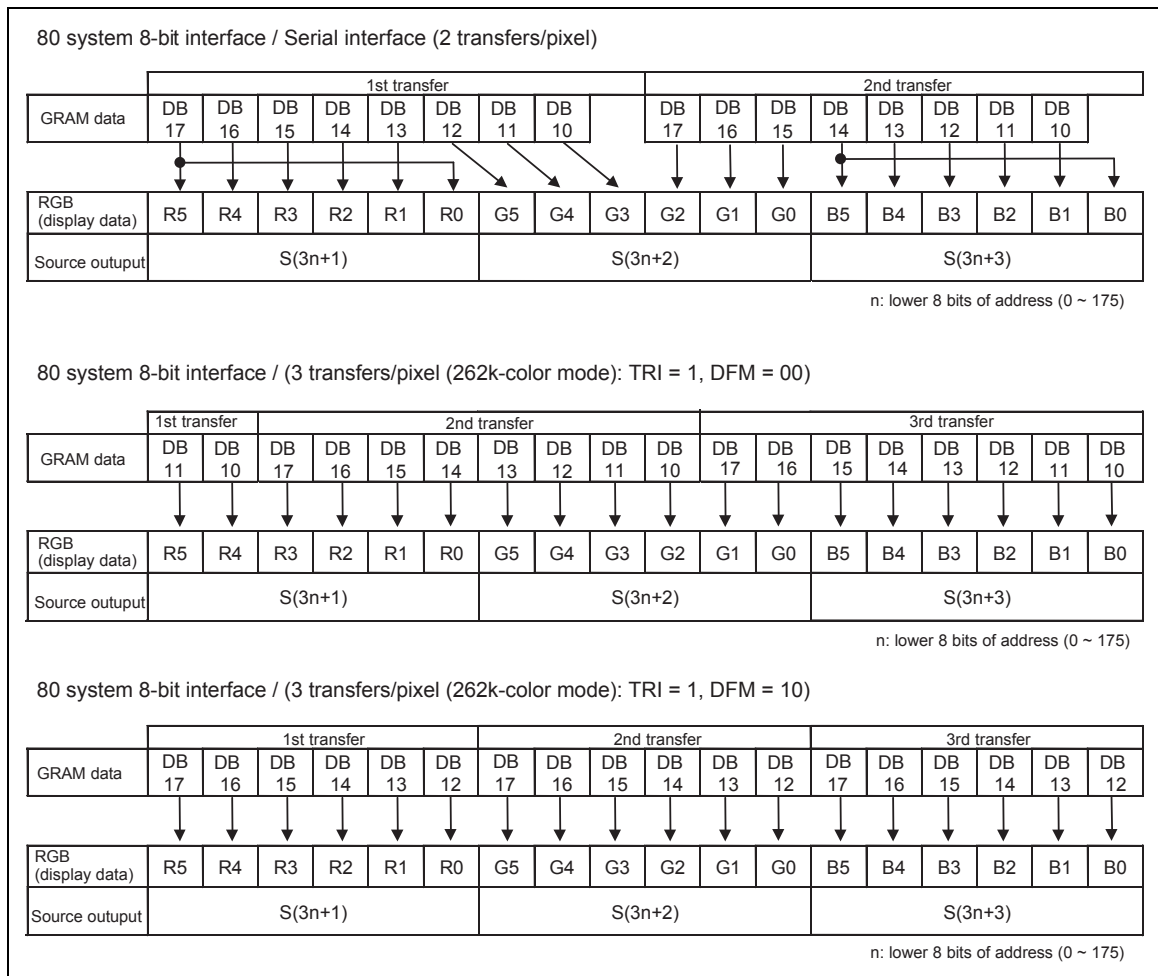 80 system 8-bit interface / Serial interface (2 transfers/pixel)
1st transfer 2nd transfer
GRAM data DB 17 DB 16 DB 15 DB 14 DB 13 DB 12 DB 11 DB 10 DB 17 DB 16 DB 15 DB 14 DB 13 DB 12 DB 11 DB 10
RGB (display data) R5 R4 R3 R2 R1 R0 G5 G4 G3 G2 G1 G0 B5 B4 B3 B2 B1 B0
Source outuput S(3n+1) S(3n+2) S(3n+3)
n: lower 8 bits of address (0 ~ 175)
80 system 8-bit interface / (3 transfers/pixel (262k-color mode): TRI = 1, DFM = 00)
1st transfer 2nd transfer 3rd transfer
GRAM data DB 11 DB 10 DB 17 DB 16 DB 15 DB 14 DB 13 DB 12 DB 11 DB 10 DB 17 DB 16 DB 15 DB 14 DB 13 DB 12 DB 11 DB 10
RGB (display data) R5 R4 R3 R2 R1 R0 G5 G4 G3 G2 G1 G0 B5 B4 B3 B2 B1 B0
Source outuput S(3n+1) S(3n+2) S(3n+3)
n: lower 8 bits of address (0 ~ 175)
80 system 8-bit interface / (3 transfers/pixel (262k-color mode): TRI = 1, DFM = 10)
1st transfer 2nd transfer 3rd transfer
GRAM data DB 17 DB 16 DB 15 DB 14 DB 13 DB 12 DB 17 DB 16 DB 15 DB 14 DB 13 DB 12 DB 17 DB 16 DB 15 DB 14 DB 13 DB 12
RGB (display data) R5 R4 R3 R2 R1 R0 G5 G4 G3 G2 G1 G0 B5 B4 B3 B2 B1 B0
Source outuput S(3n+1) S(3n+2) S(3n+3)
n: lower 8 bits of address (0 ~ 175)